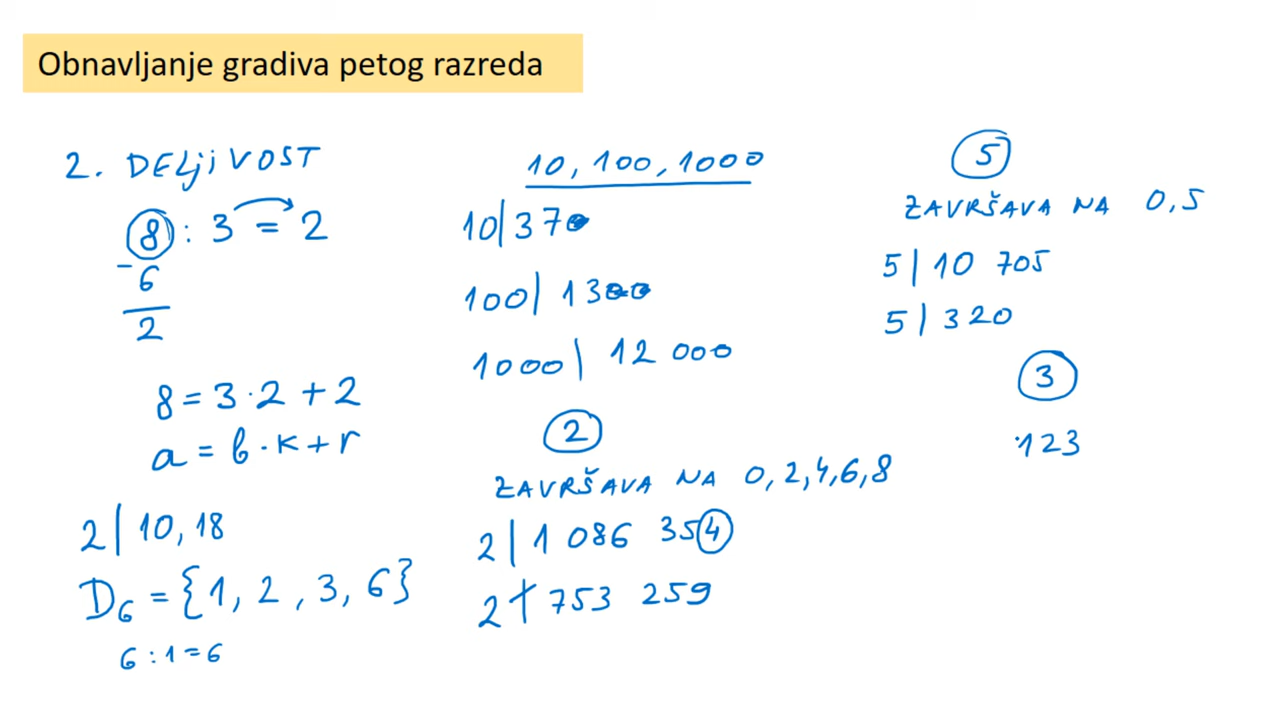 Obnavljanje gradiva petog razreda
2. DELjiVOST
8 : 3 = 2
-6
2
8 = 3 · 2 + 2
a = b · k + r
2 | 10, 18
D6 = {1, 2, 3, 6}
6 : 1 = 6
10, 100, 1000
10 | 370
100 | 1300
1000 | 12 000
2
ZAVRŠAVA NA 0, 2, 4, 6, 8
2 | 1 086 354
2 ∤ 753 259
5
ZAVRŠAVA NA 0, 5
5 | 10 705
5 | 320
3
123